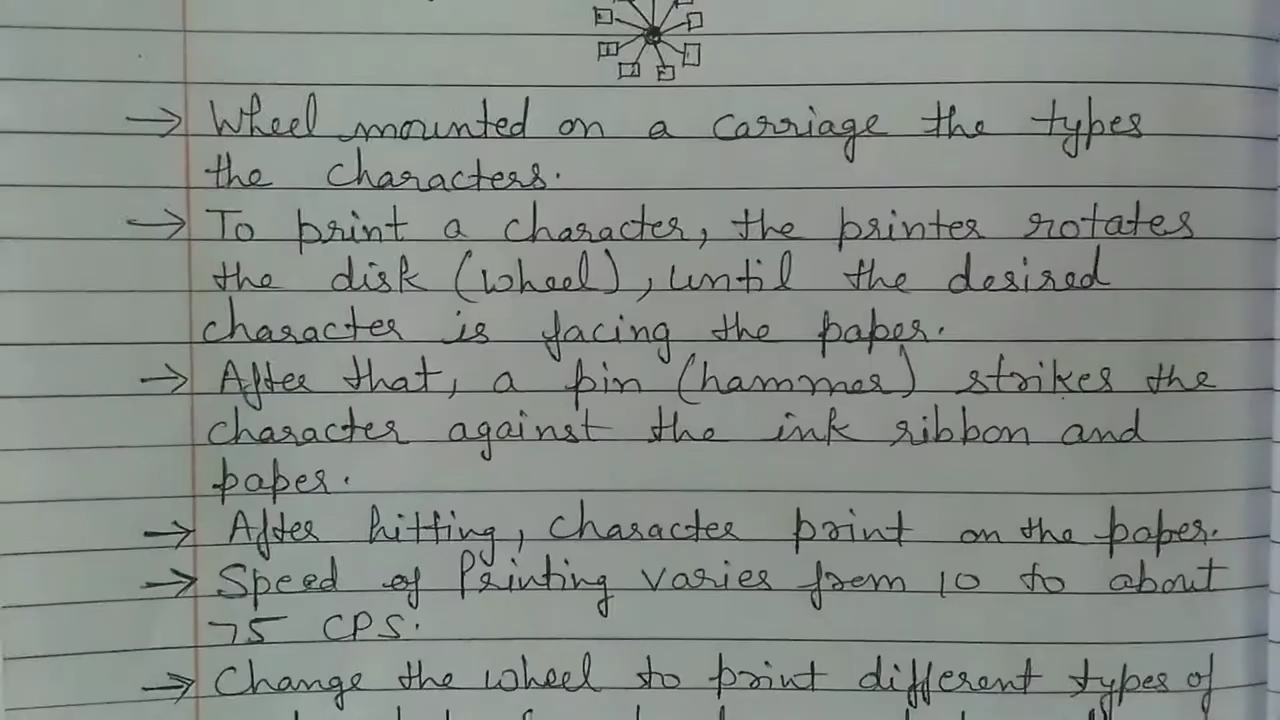 → Wheel mounted on a carriage the types
the characters.
→ To print a character, the printer rotates
the disk (wheel), until the desired
character is facing the paper.
→ After that, a pin (hammer) strikes the
character against the ink ribbon and
paper.
→ After hitting, character print on the paper.
→ Speed of Printing varies from 10 to about
75 CPS.
→ Change the wheel to print different types of